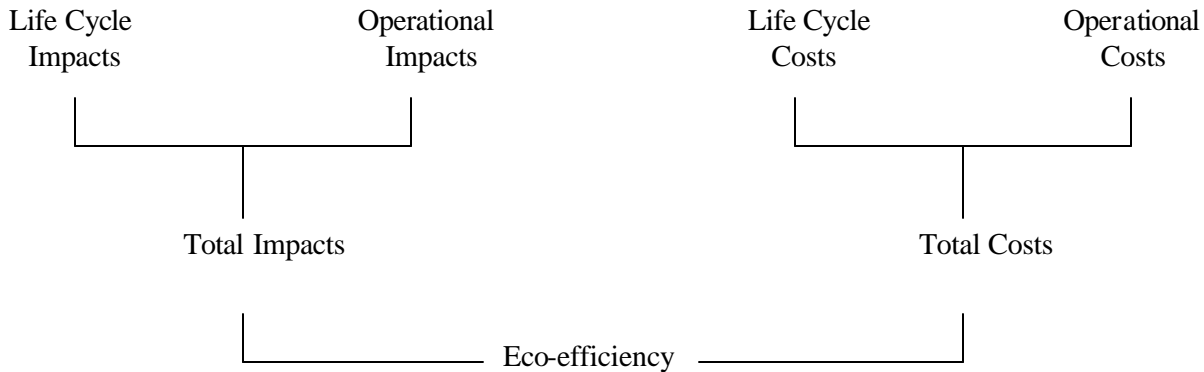 Life Cycle
Impacts
Operational
Impacts
Life Cycle
Costs
Operational
Costs
Total Impacts
Total Costs
Eco-efficiency